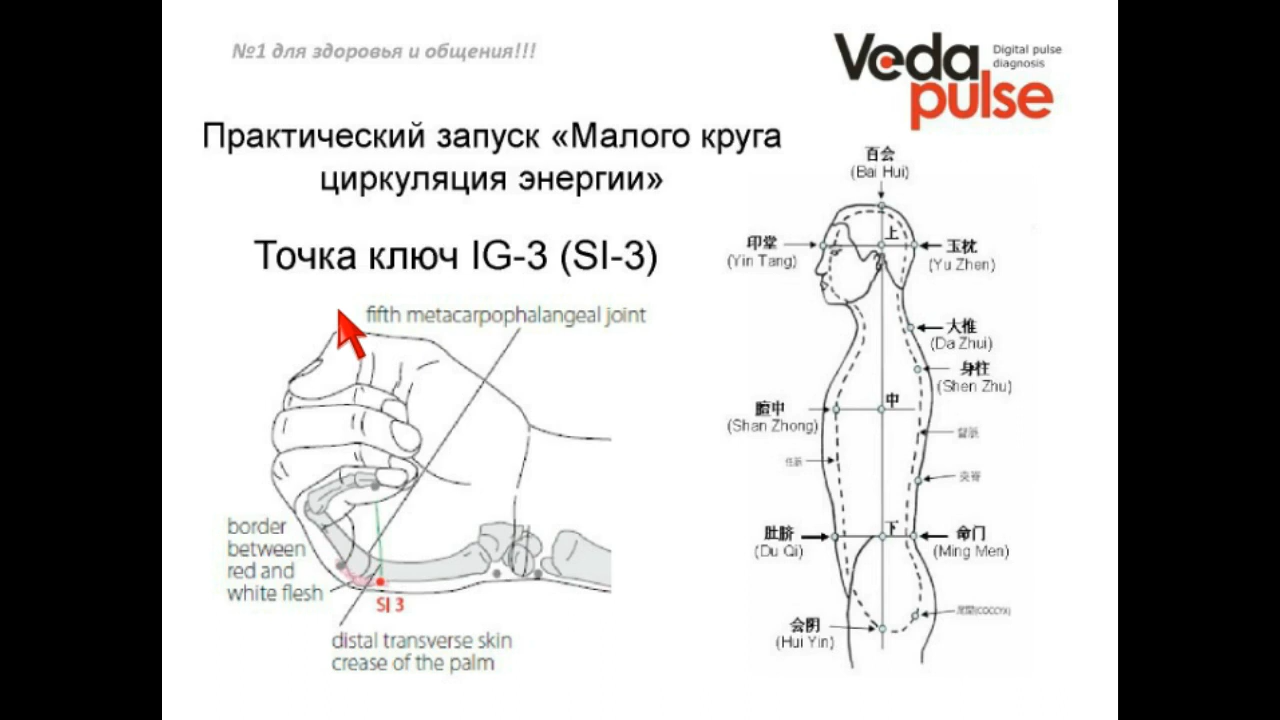 №1 для здоровья и общения!!!
Veda
pulse
Digital pulse
diagnosis
Практический запуск «Малого круга
циркуляция энергии»
Точка ключ IG-3 (SI-3)
fifth metacarpophalangeal joint
border
between
red and
white flesh
SI 3
distal transverse skin
crease of the palm
百会
(Bai Hui)
上
印堂
(Yin Tang)
玉枕
(Yu Zhen)
大椎
(Da Zhui)
身柱
(Shen Zhu)
中
膻中
(Shan Zhong)
督脈
任脈
夹脊
下
肚脐
(Du Qi)
命门
(Ming Men)
(COCCYX)
会阴
(Hui Yin)